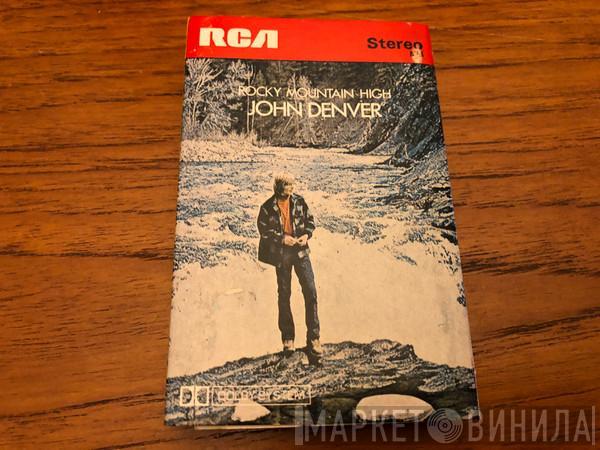 RCA
Stereo
ROCKY MOUNTAIN HIGH
JOHN DENVER
DOLBY SYSTEM
МАРКЕТ ВИНИЛА